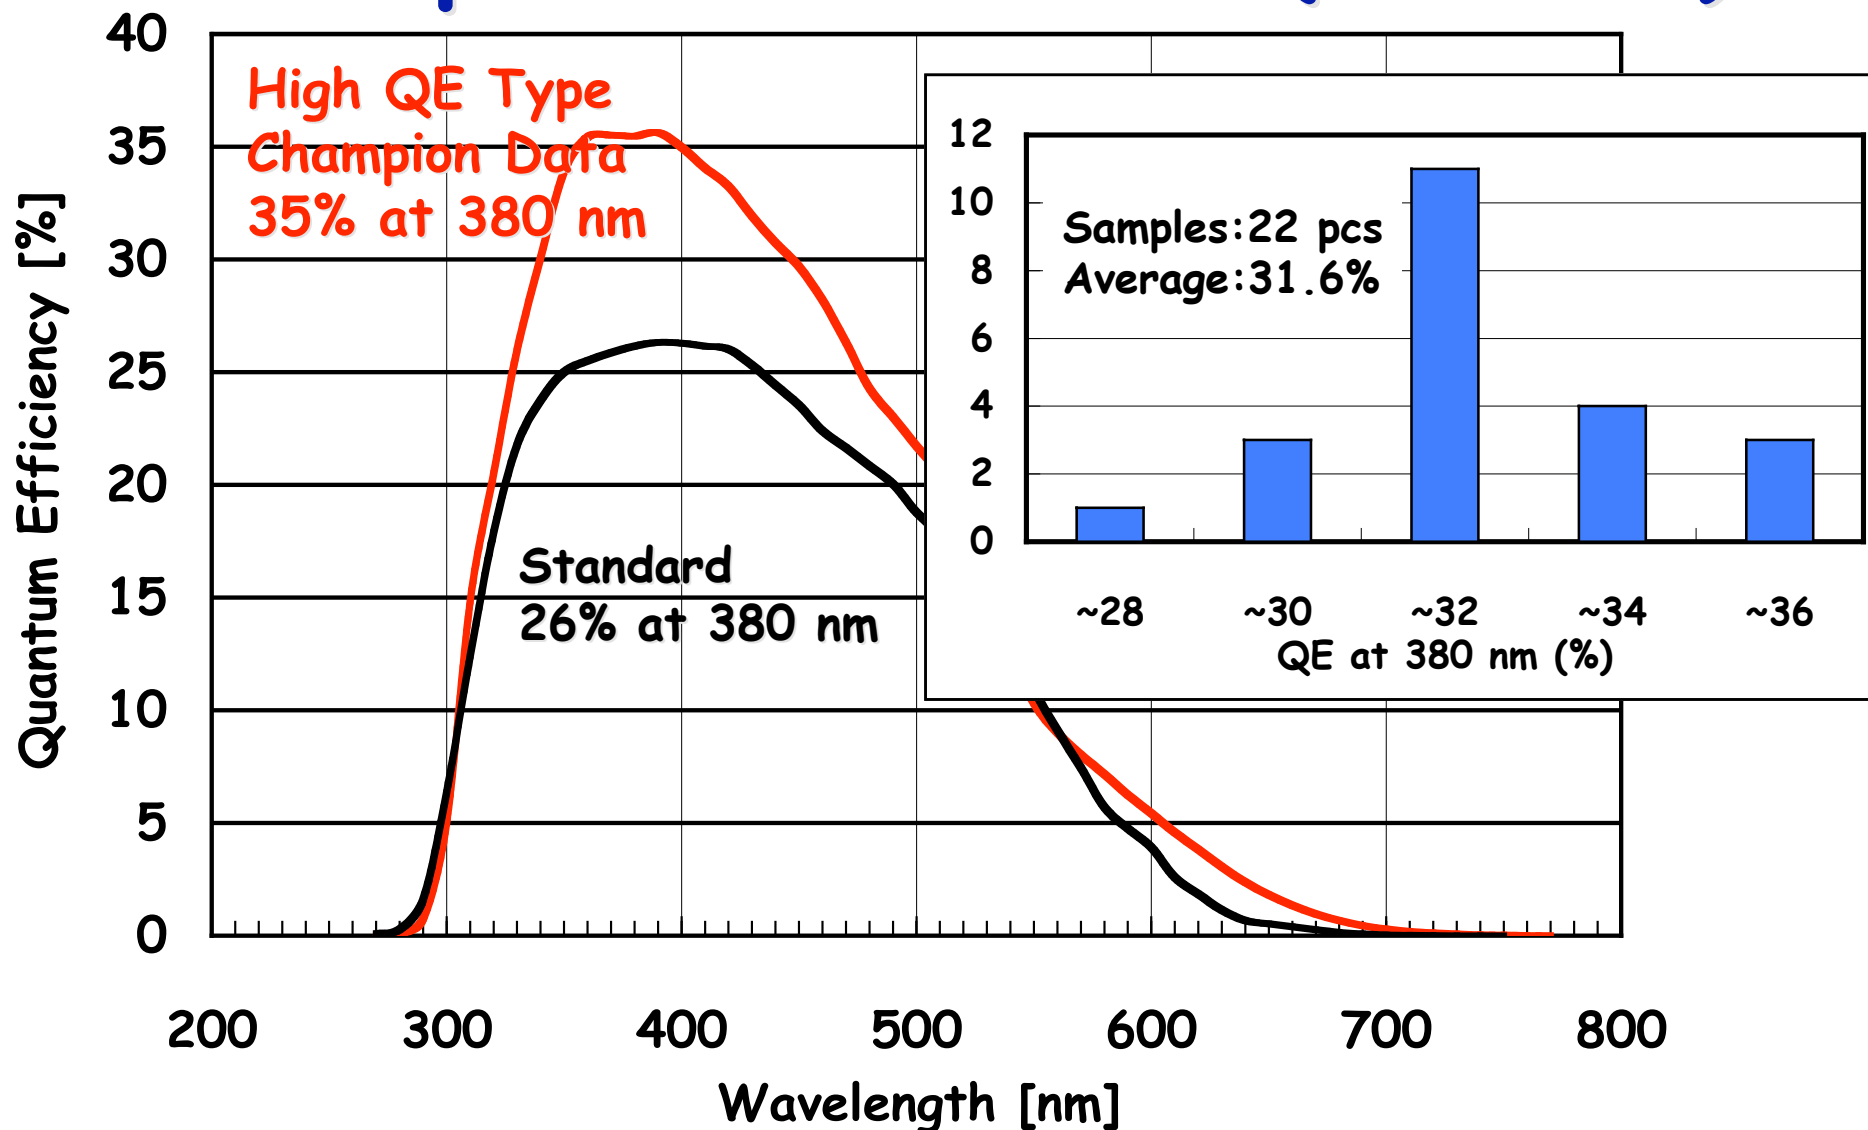 40
35
30
25
20
15
10
5
0
Quantum Efficiency [%]
High QE Type
Champion Data
35% at 380 nm
Standard
26% at 380 nm
12
10
8
6
4
2
0
Samples:22 pcs
Average:31.6%
~28 ~30 ~32 ~34 ~36
QE at 380 nm (%)
200 300 400 500 600 700 800
Wavelength [nm]